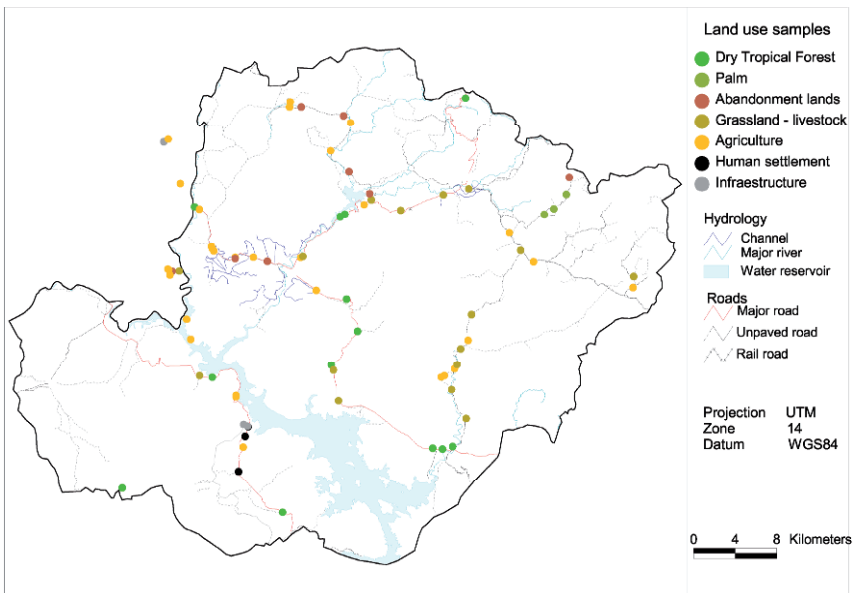 Land use samples
Dry Tropical Forest
Palm
Abandonment lands
Grassland - livestock
Agriculture
Human settlement
Infraestructure
Hydrology
Channel
Major river
Water reservoir
Roads
Major road
Unpaved road
Rail road
Projection UTM
Zone 14
Datum WGS84
0 4 8 Kilometers